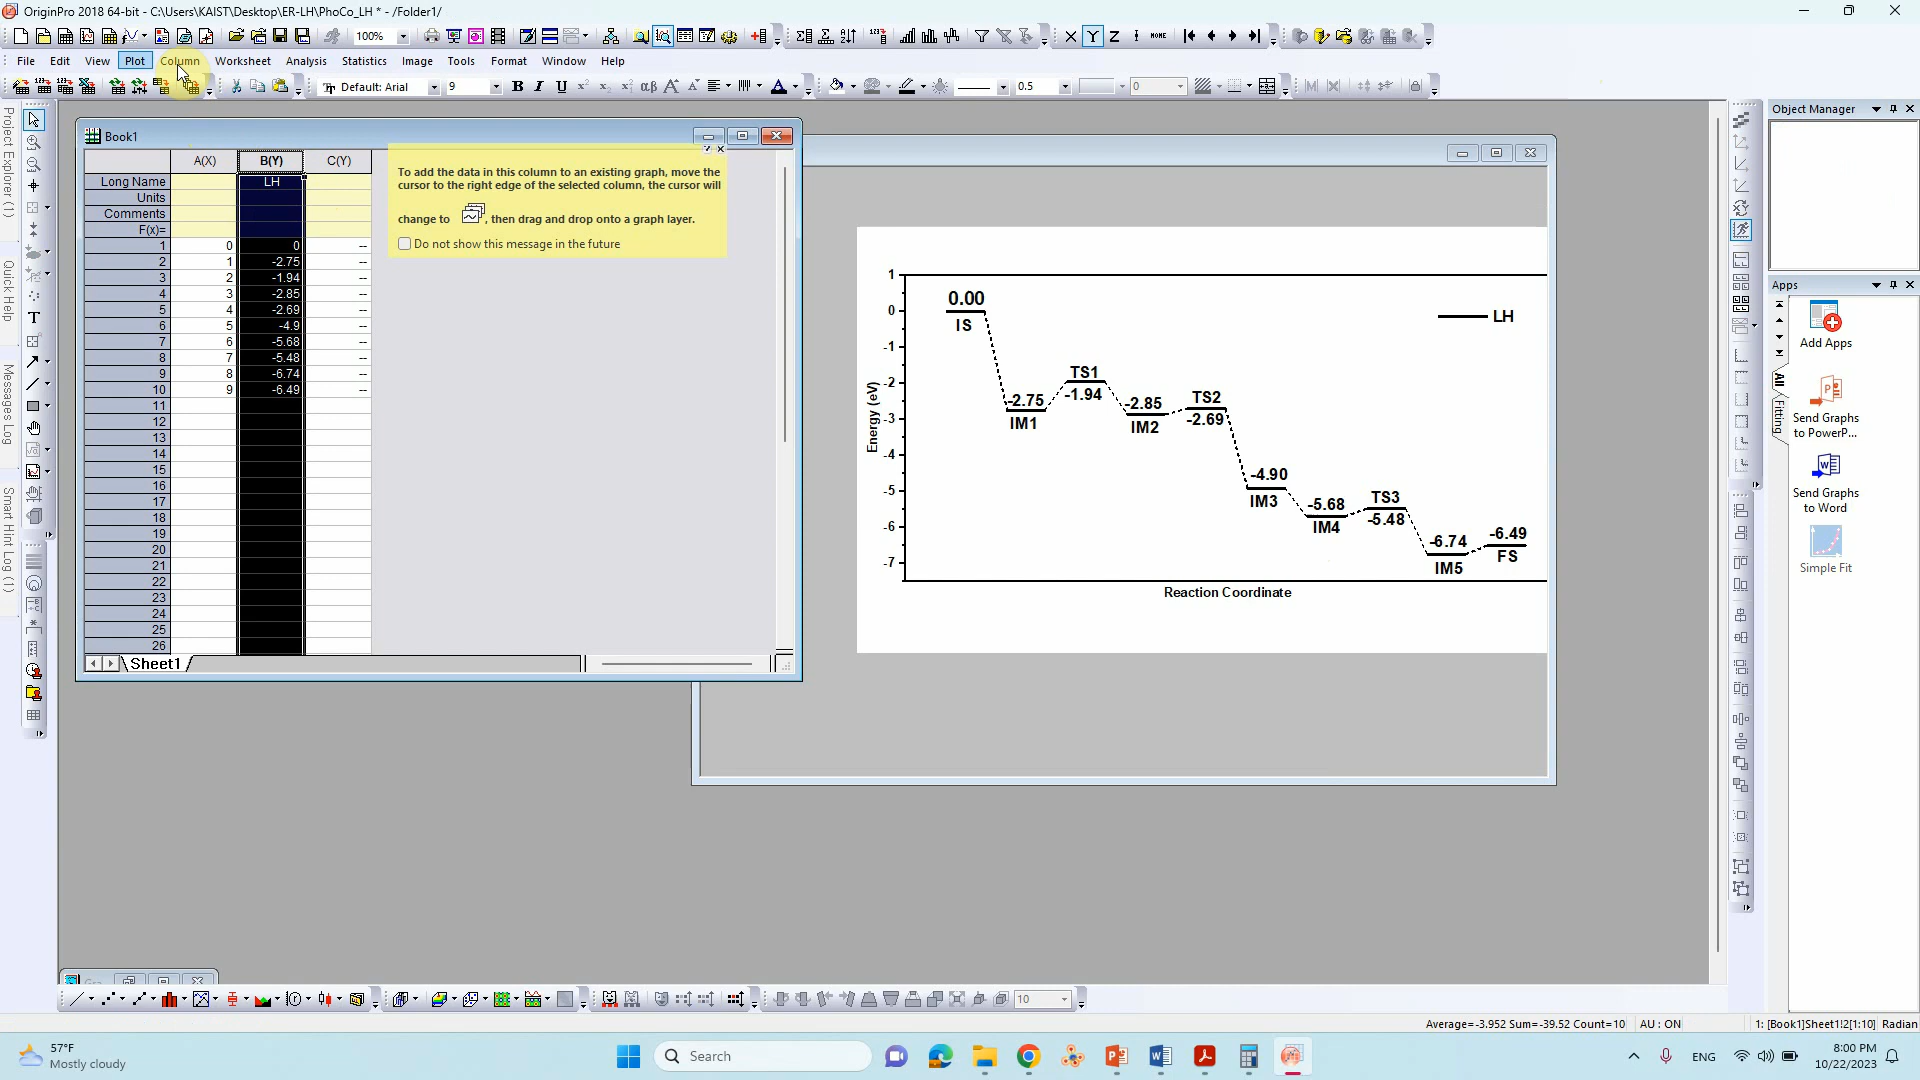 OriginPro 2018 64-bit - C:\Users\KAIST\Desktop\ER-LH\PhoCo_LH * - /Folder1/
100%
X Y Z HOME
File Edit View Plot Column Worksheet Analysis Statistics Image Tools Format Window Help
Default: Arial 9 B I U 0.5 0
Project Explorer (1)
Quick Help
Messages Log
Smart Hint Log (1)
Book1
A(X) B(Y) C(Y)
Long Name LH
Units
Comments
F(x)=
1 0 0 --
2 1 -2.75 --
3 2 -1.94 --
4 3 -2.85 --
5 4 -2.69 --
6 5 -4.9 --
7 6 -5.68 --
8 7 -5.48 --
9 8 -6.74 --
10 9 -6.49 --
11
12
13
14
15
16
17
18
19
20
21
22
23
24
25
26
Sheet1
To add the data in this column to an existing graph, move the
cursor to the right edge of the selected column, the cursor will
change to , then drag and drop onto a graph layer.
Do not show this message in the future
1
0
-1
-2
-3
-4
-5
-6
-7
Energy (eV)
0.00
IS
LH
-2.75
IM1
TS1
-1.94
-2.85
IM2
TS2
-2.69
-4.90
IM3
-5.68
IM4
TS3
-5.48
-6.74
IM5
-6.49
FS
Reaction Coordinate
Object Manager
Apps
All
Fitting
Add Apps
Send Graphs
to PowerP...
Send Graphs
to Word
Simple Fit
10
Average=-3.952 Sum=-39.52 Count=10 AU : ON 1: [Book1]Sheet1!2[1:10] Radian
57°F
Mostly cloudy
Search
ENG
8:00 PM
10/22/2023